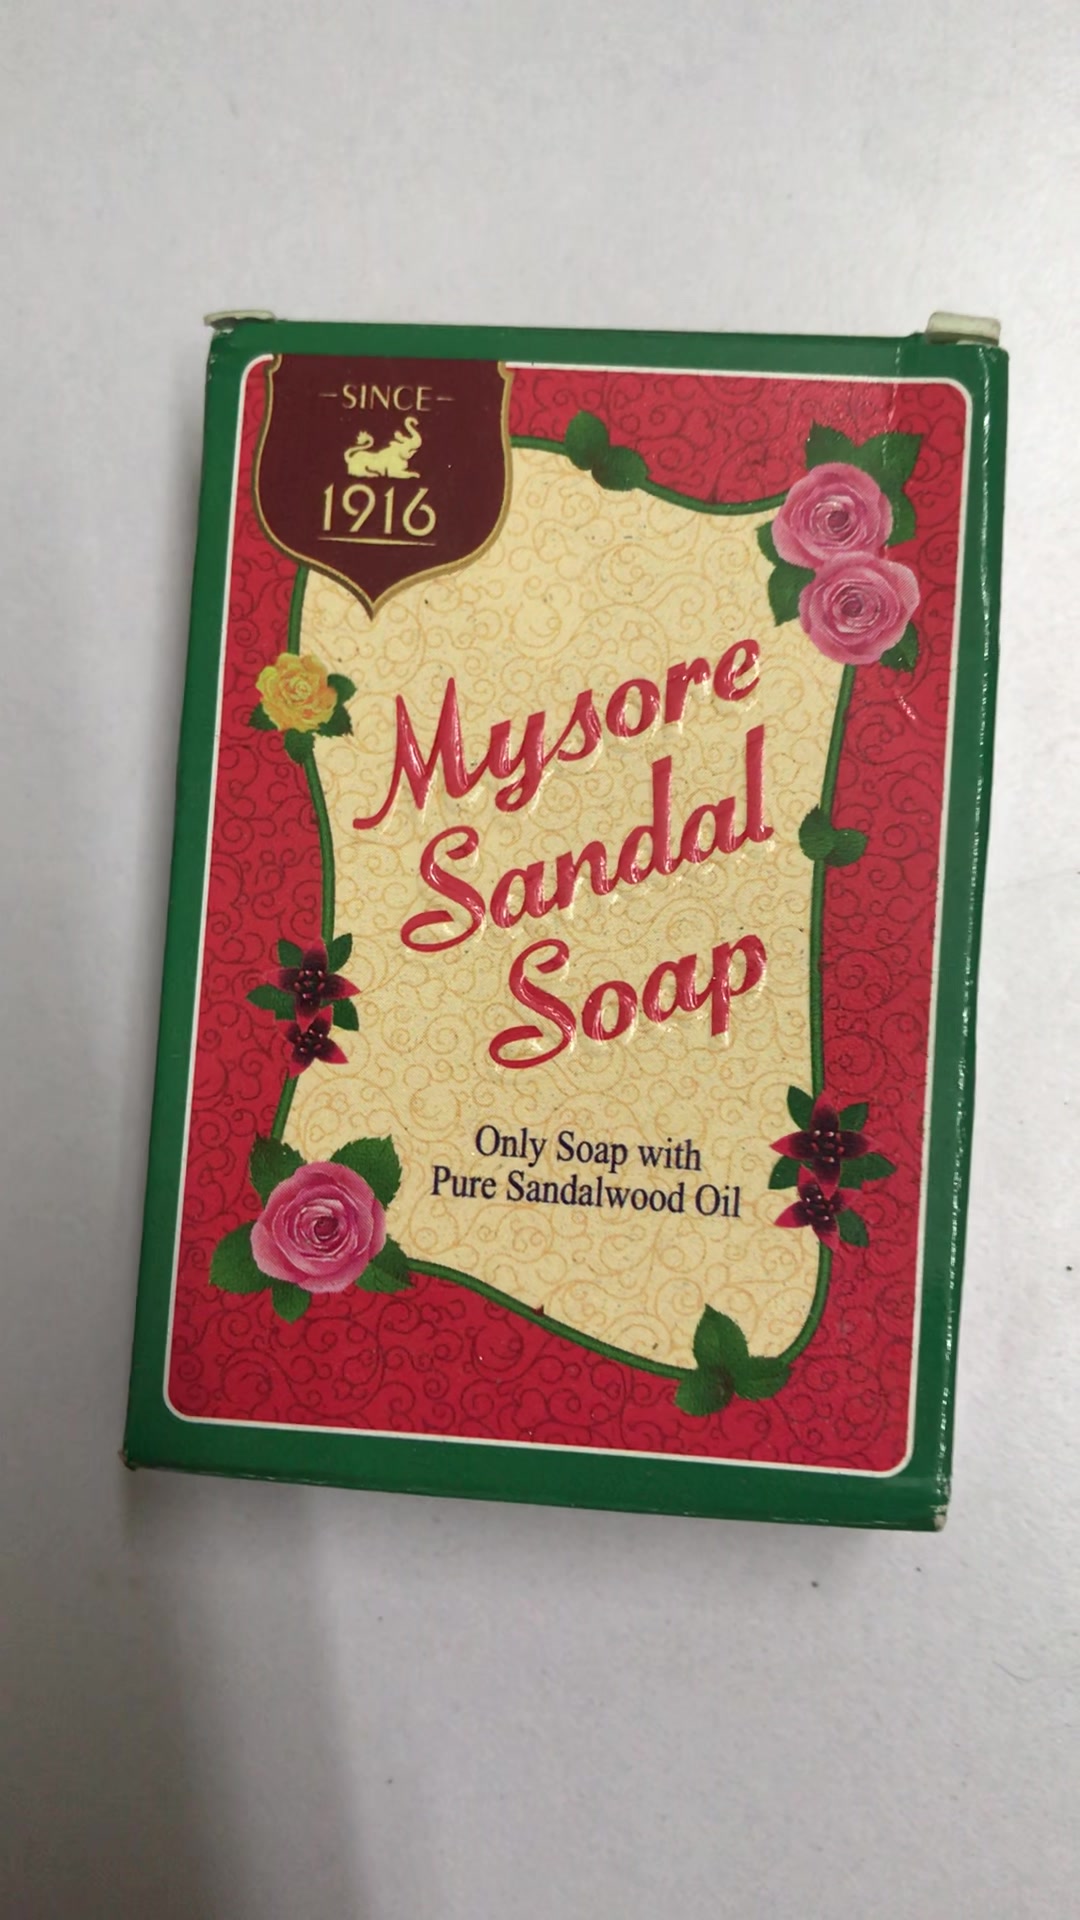 -SINCE-
1916
Mysore
Sandal
Soap
Only Soap with
Pure Sandalwood Oil